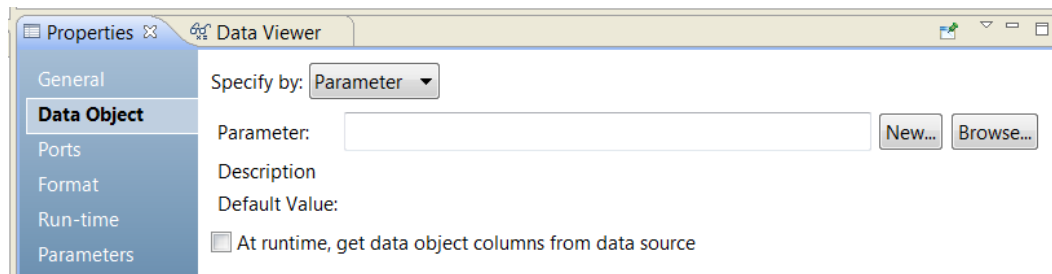 Properties Data Viewer
General
Specify by: Parameter
Data Object
Parameter: New... Browse...
Ports
Description
Format
Default Value:
Run-time
At runtime, get data object columns from data source
Parameters